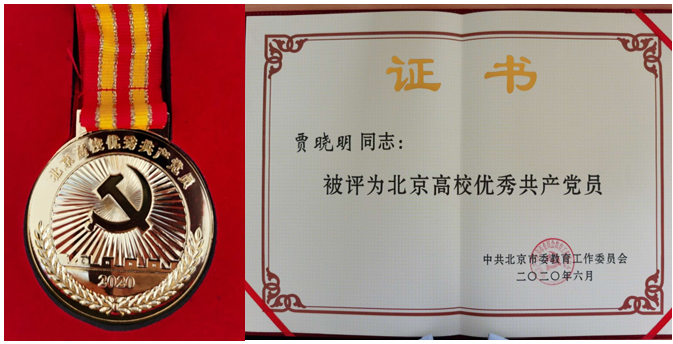 北京高校优秀共产党员
2020
证书
贾晓明 同志：
被评为北京高校优秀共产党员
中共北京市委教育工作委员会
二〇二〇年六月